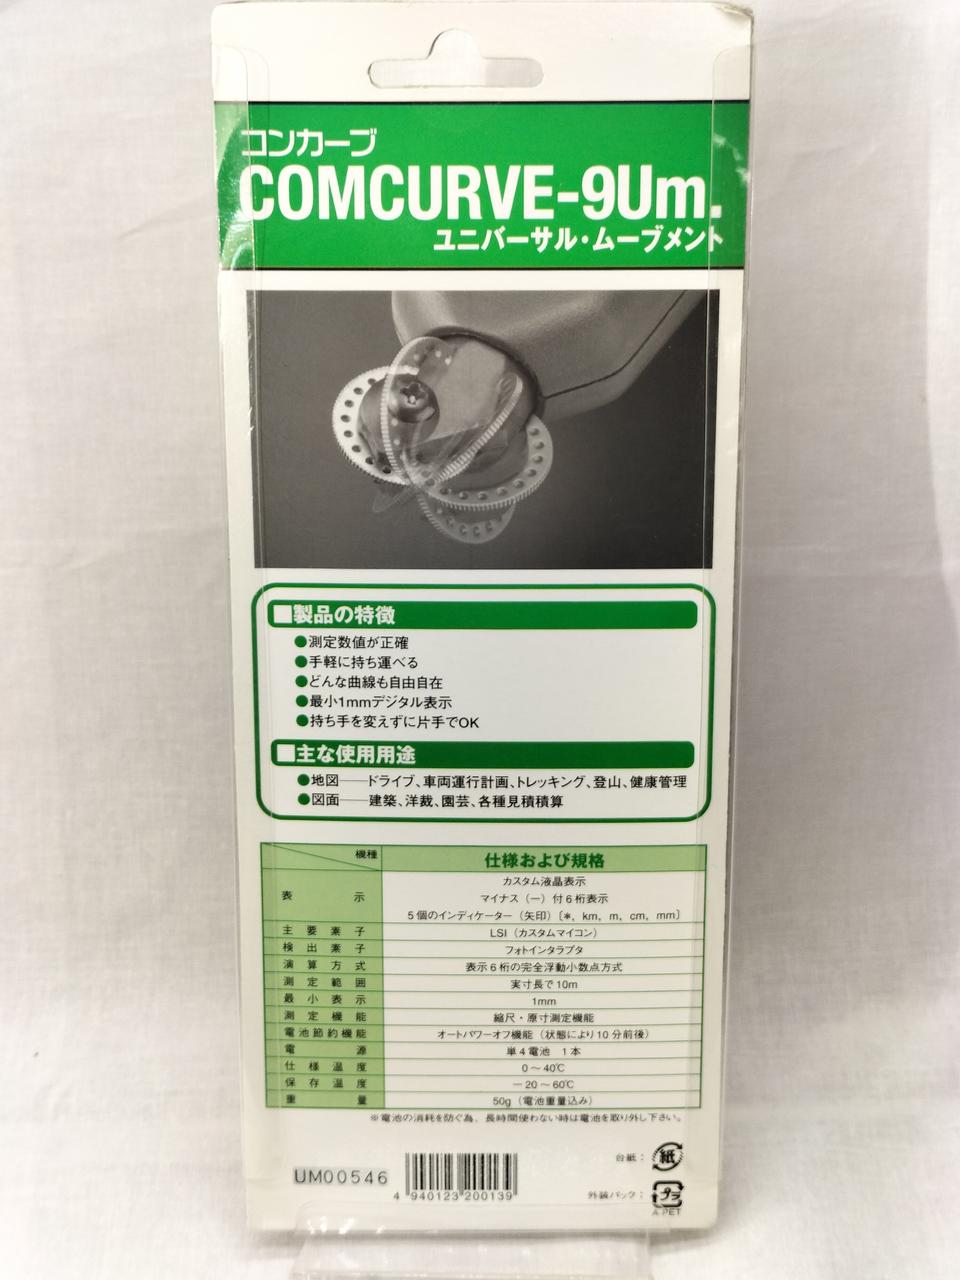 コンカーブ
COMCURVE-9Um.
ユニバーサル・ムーブメント
■製品の特徴
●測定数値が正確
●手軽に持ち運べる
●どんな曲線も自由自在
●最小1mmデジタル表示
●持ち手を変えずに片手でOK
■主な使用用途
●地図――ドライブ、車両運行計画、トレッキング、登山、健康管理
●図面――建築、洋裁、園芸、各種見積積算
機種 仕様および規格
表示 カスタム液晶表示
マイナス（－）付6桁表示
5個のインディケーター（矢印）〔＊, km, m, cm, mm〕
主要素子 LSI（カスタムマイコン）
検出素子 フォトインタラプタ
演算方式 表示6桁の完全浮動小数点方式
測定範囲 実寸長で10m
最小表示 1mm
測定機能 縮尺・原寸測定機能
電池節約機能 オートパワーオフ機能（状態により10分前後）
電源 単4電池 1本
仕様温度 0～40℃
保存温度 －20～60℃
重量 50g（電池重量込み）
※電池の消耗を防ぐ為、長時間使わない時は電池を取り外し下さい。
台紙： 紙
UM00546
4 940123 200139
外装パック： プラ
A-PET